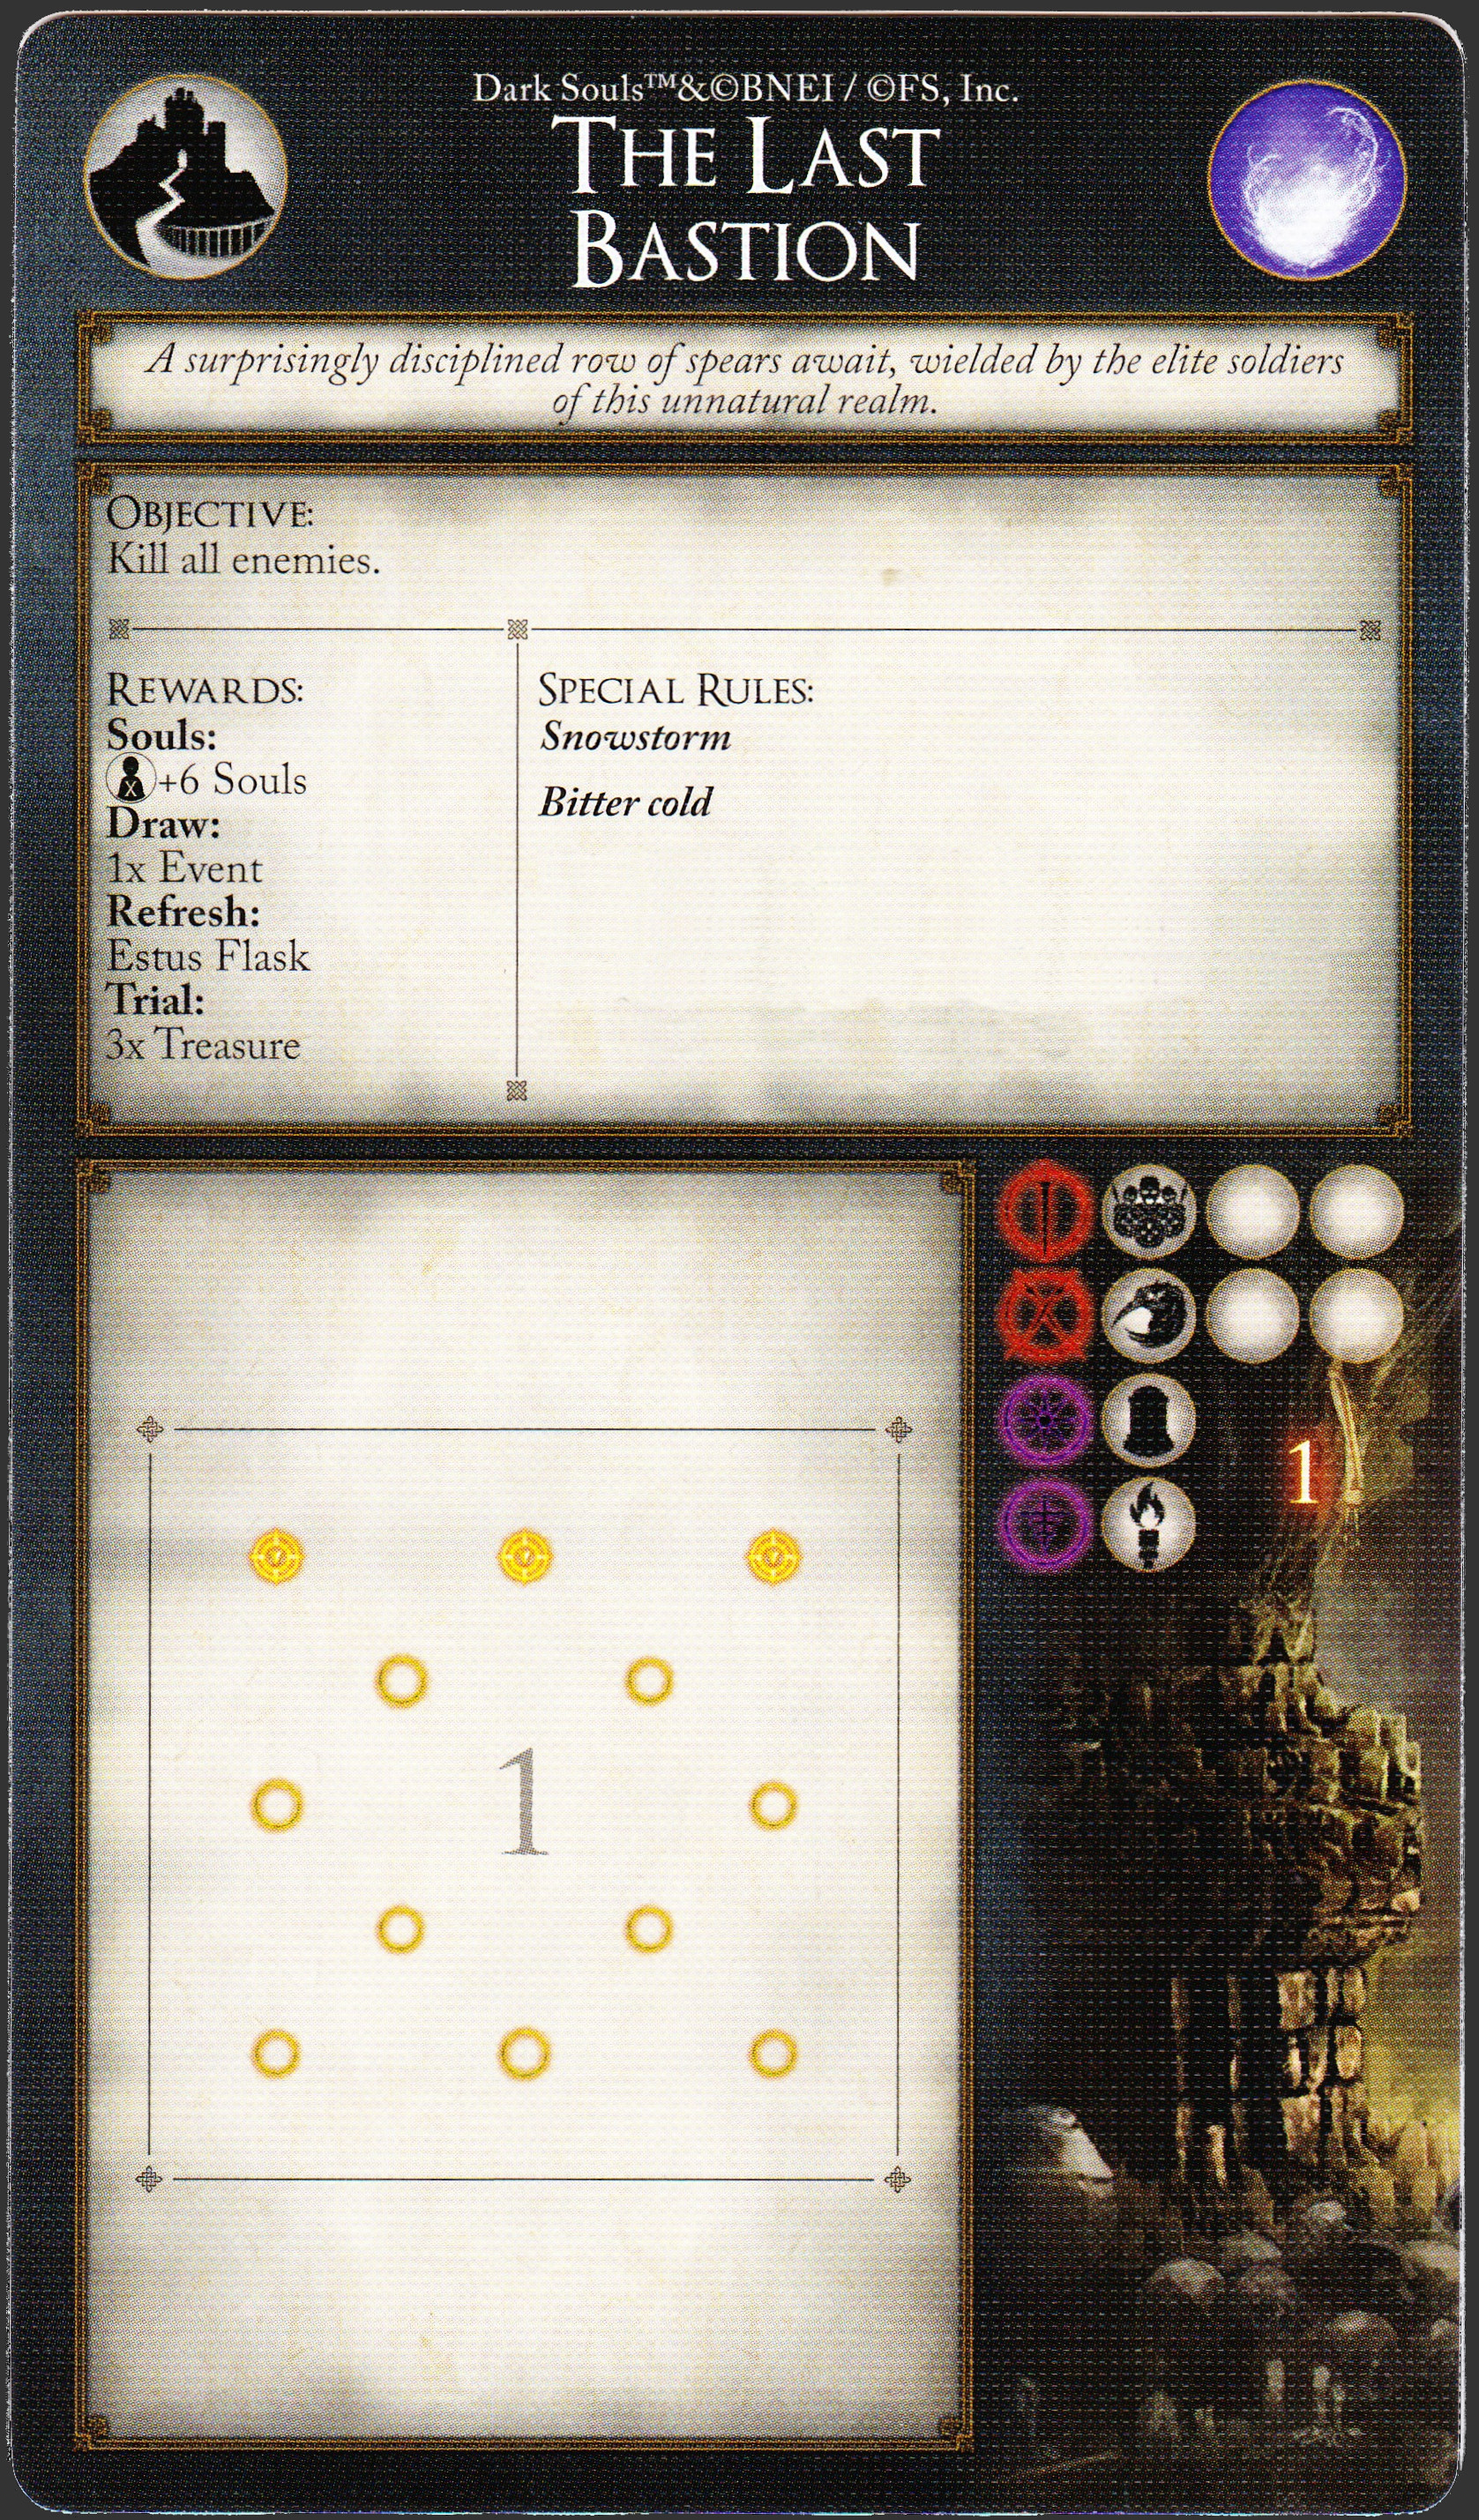 Dark Souls™&©BNEI / ©FS, Inc.
The Last
Bastion
A surprisingly disciplined row of spears await, wielded by the elite soldiers
of this unnatural realm.
Objective:
Kill all enemies.
Rewards:
Souls:
+6 Souls
Draw:
1x Event
Refresh:
Estus Flask
Trial:
3x Treasure
Special Rules:
Snowstorm
Bitter cold
1
1